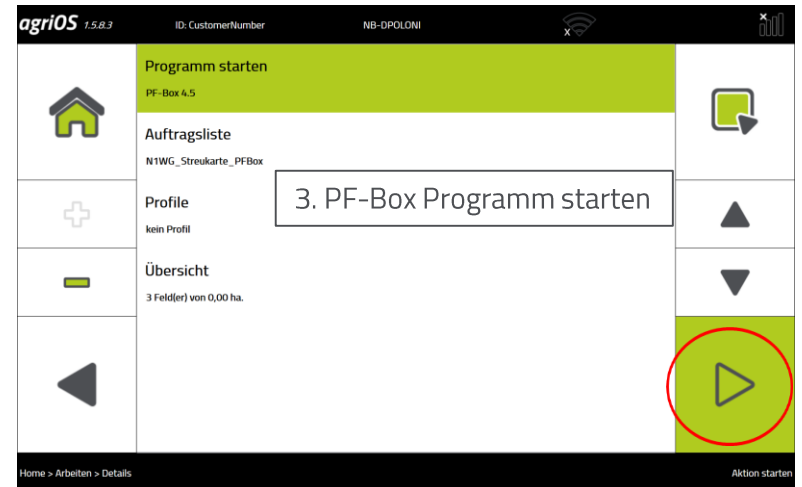 agriOS 1.5.8.3 ID: CustomerNumber NB-DPOLONI x x
Programm starten
PF-Box 4.5
Auftragsliste
N1WG_Streukarte_PFBox
3. PF-Box Programm starten
Profile
kein Profil
Übersicht
3 Feld(er) von 0,00 ha.
Home > Arbeiten > Details Aktion starten